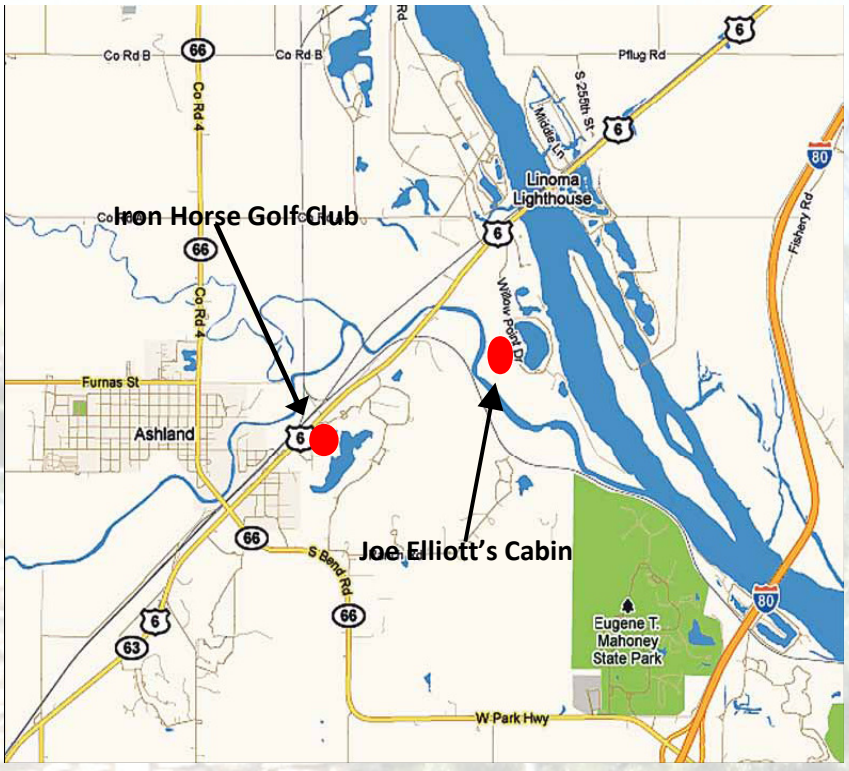 Rd
6
66
Co Rd B
Co Rd B
Pflug Rd
Co Rd 4
S 255th St
Middle Ln
6
80
Linoma
Lighthouse
Fishery Rd
Iron Horse Golf Club
66
6
Co Rd 4
Willow Point Dr
Furnas St
Ashland
6
66
S Bend Rd
Joe Elliott's Cabin
80
66
6
63
Eugene T.
Mahoney
State Park
W Park Hwy